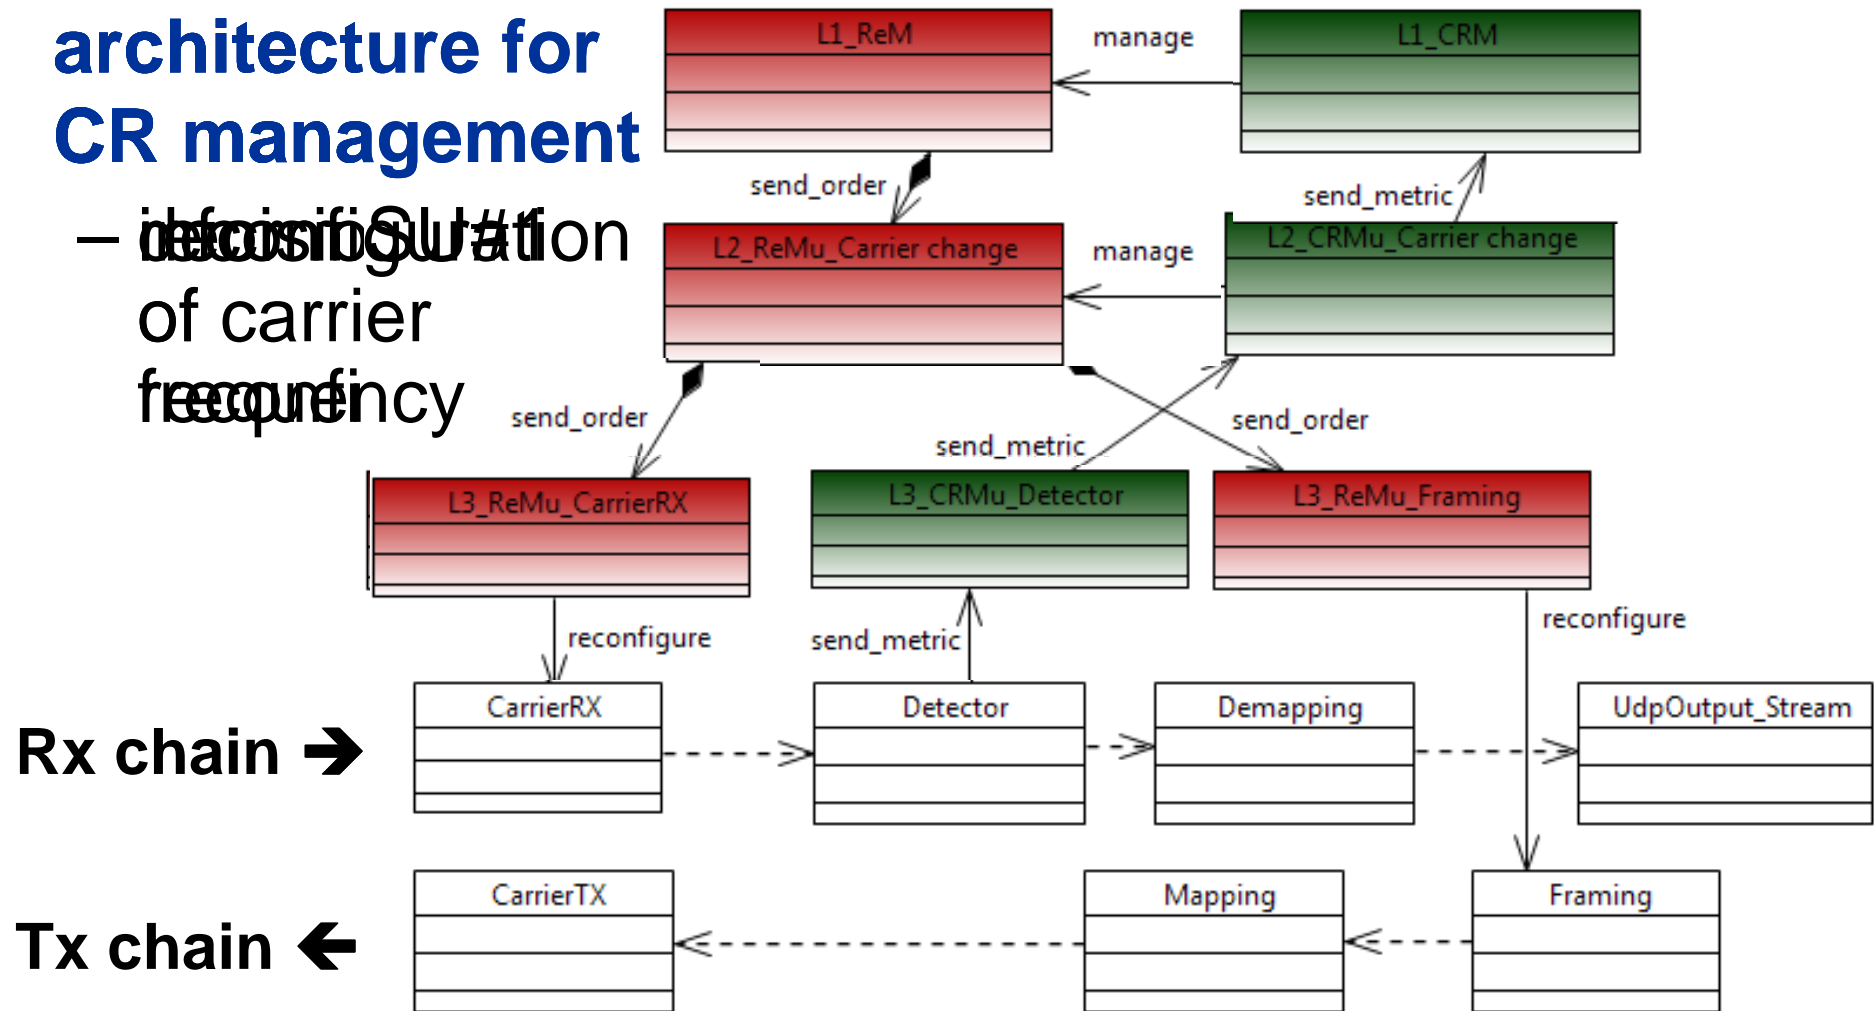 architecture for
CR management
–
of carrier
L1_ReM
manage
L1_CRM
send_order
send_metric
L2_ReMu_Carrier change
manage
L2_CRMu_Carrier change
send_order
send_metric
send_order
L3_ReMu_CarrierRX
L3_CRMu_Detector
L3_ReMu_Framing
reconfigure
send_metric
reconfigure
Rx chain ➔
CarrierRX
Detector
Demapping
UdpOutput_Stream
Tx chain 🡸
CarrierTX
Mapping
Framing